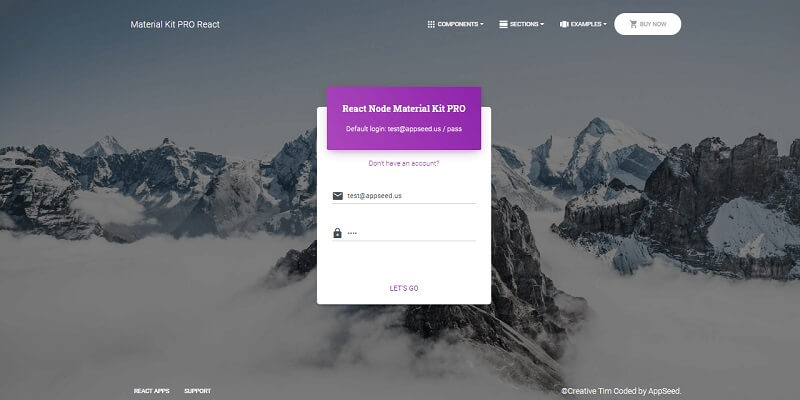 Material Kit PRO React
COMPONENTS
SECTIONS
EXAMPLES
BUY NOW
React Node Material Kit PRO
Default login: test@appseed.us / pass
Don't have an account?
test@appseed.us
••••
LET'S GO
REACT APPS
SUPPORT
©Creative Tim Coded by AppSeed.